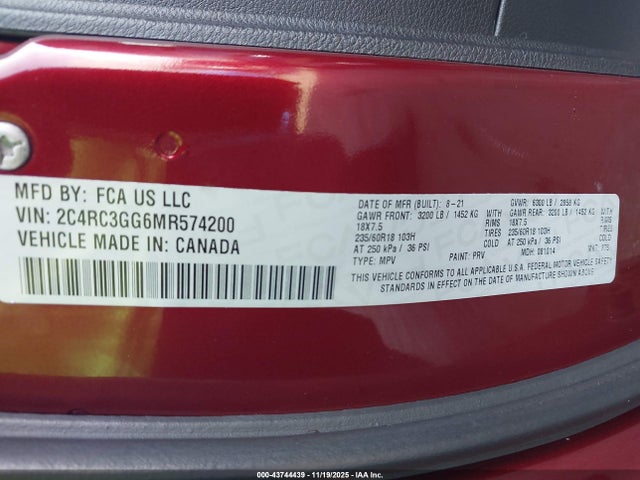 MFD BY: FCA US LLC
VIN: 2C4RC3GG6MR574200
VEHICLE MADE IN: CANADA
DATE OF MFR (BUILT): 8-21 GVWR: 6300 LB / 2858 KG
GAWR FRONT: 3200 LB / 1452 KG GAWR REAR: 3200 LB / 1452 KG
18X7.5 RIMS 18X7.5 RIMS
235/60R18 103H TIRES 235/60R18 103H TIRES
AT 250 kPa / 36 PSI COLD AT 250 kPa / 36 PSI COLD
TYPE: MPV PAINT: PRV MDH: 081014
THIS VEHICLE CONFORMS TO ALL APPLICABLE U.S.A. FEDERAL MOTOR VEHICLE SAFETY
STANDARDS IN EFFECT ON THE DATE OF MANUFACTURE SHOWN ABOVE.
000-43744439 11/19/2025 IAA Inc.